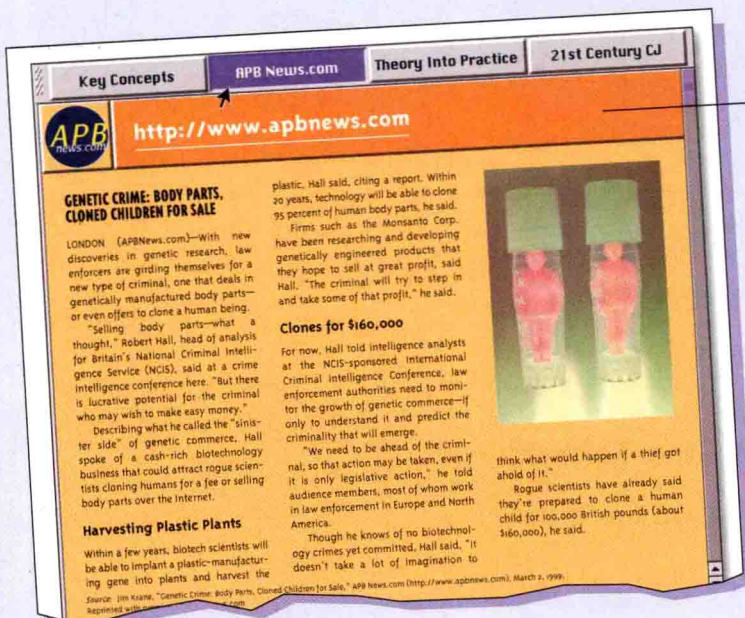 Key Concepts
APB News.com
Theory Into Practice
21st Century CJ
APB
news.com
http://www.apbnews.com
GENETIC CRIME: BODY PARTS,
CLONED CHILDREN FOR SALE
LONDON (APBNews.com)—With new
discoveries in genetic research, law
enforcers are girding themselves for a
new type of criminal, one that deals in
genetically manufactured body parts—
or even offers to clone a human being.
"Selling body parts—what a
thought," Robert Hall, head of analysis
for Britain's National Criminal Intelli-
gence Service (NCIS), said at a crime
intelligence conference here. "But there
is lucrative potential for the criminal
who may wish to make easy money."
Describing what he called the "sinis-
ter side" of genetic commerce, Hall
spoke of a cash-rich biotechnology
business that could attract rogue scien-
tists cloning humans for a fee or selling
body parts over the Internet.
Harvesting Plastic Plants
Within a few years, biotech scientists will
be able to implant a plastic-manufactur-
ing gene into plants and harvest the
plastic, Hall said, citing a report. Within
20 years, technology will be able to clone
95 percent of human body parts, he said.
Firms such as the Monsanto Corp.
have been researching and developing
genetically engineered products that
they hope to sell at great profit, said
Hall. "The criminal will try to step in
and take some of that profit," he said.
Clones for $160,000
For now, Hall told intelligence analysts
at the NCIS-sponsored International
Criminal Intelligence Conference, law
enforcement authorities need to moni-
tor the growth of genetic commerce—if
only to understand it and predict the
criminality that will emerge.
"We need to be ahead of the crimi-
nal, so that action may be taken, even if
it is only legislative action," he told
audience members, most of whom work
in law enforcement in Europe and North
America.
Though he knows of no biotechnol-
ogy crimes yet committed, Hall said, "It
doesn't take a lot of imagination to
think what would happen if a thief got
ahold of it."
Rogue scientists have already said
they're prepared to clone a human
child for 100,000 British pounds (about
$160,000), he said.
Source: Jim Krane, "Genetic Crime: Body Parts, Cloned Children for Sale," APB News.com (http://www.apbnews.com), March 2, 1999.
Reprinted with